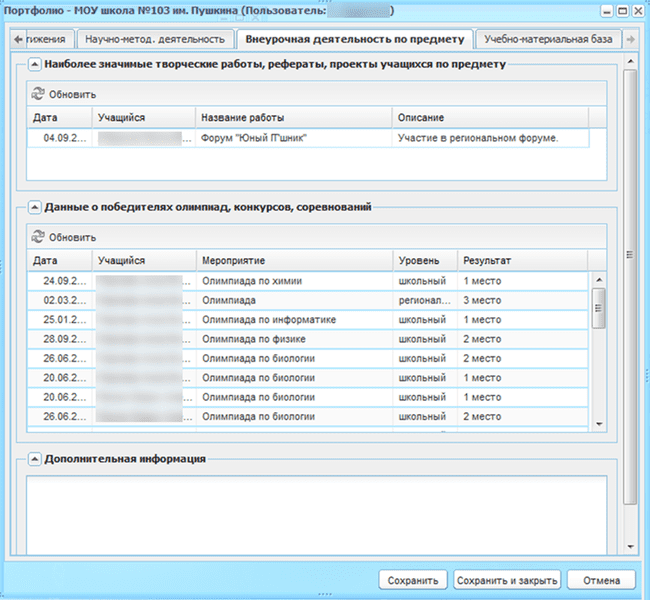 Портфолио - МОУ школа №103 им. Пушкина (Пользователь: )
тижения Научно-метод. деятельность Внеурочная деятельность по предмету Учебно-материальная база
Наиболее значимые творческие работы, рефераты, проекты учащихся по предмету
Обновить
Дата Учащийся Название работы Описание
04.09.2... ... Форум "Юный IT'шник" Участие в региональном форуме.
Данные о победителях олимпиад, конкурсов, соревнований
Обновить
Дата Учащийся Мероприятие Уровень Результат
24.09.2... ... Олимпиада по химии школьный 1 место
02.03.2... ... Олимпиада регионал... 3 место
25.01.2... ... Олимпиада по информатике школьный 1 место
28.09.2... ... Олимпиада по физике школьный 2 место
26.06.2... ... Олимпиада по биологии школьный 2 место
20.06.2... ... Олимпиада по биологии школьный 1 место
20.06.2... ... Олимпиада по биологии школьный 1 место
26.06.2... ... Олимпиада по биологии школьный 2 место
Дополнительная информация
Сохранить Сохранить и закрыть Отмена